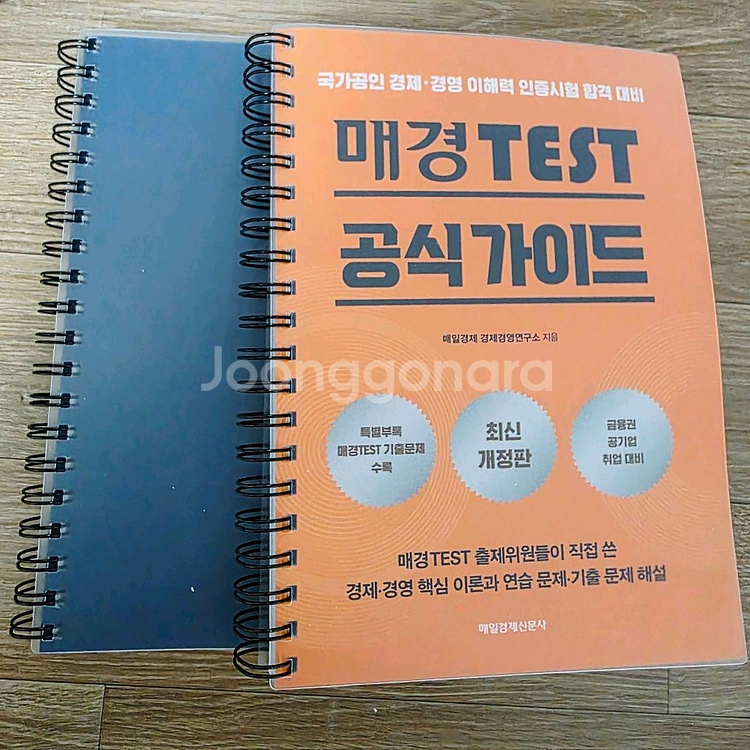 국가공인 경제·경영 이해력 인증시험 합격 대비
매경TEST
공식 가이드
매일경제 경제경영연구소 지음
Joonggonara
특별부록
매경TEST 기출문제
수록
최신
개정판
금융권
공기업
취업 대비
매경TEST 출제위원들이 직접 쓴
경제·경영 핵심 이론과 연습 문제·기출 문제 해설
매일경제신문사